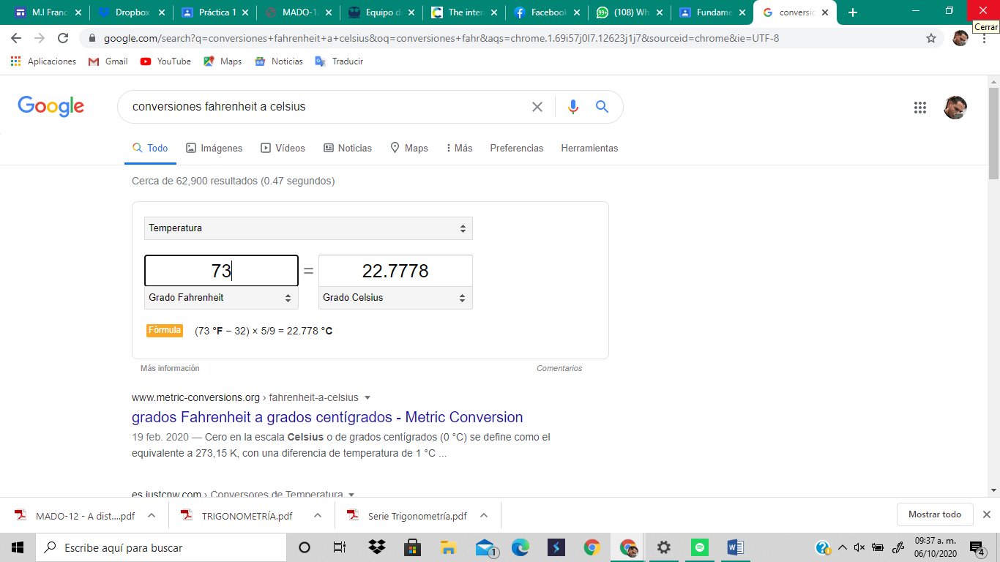 M.I Franc
Dropbox
Práctica 1
MADO-1
Equipo d
The inter
Facebook
(108) Wh
Fundame
conversic
Cerrar
google.com/search?q=conversiones+fahrenheit+a+celsius&oq=conversiones+fahr&aqs=chrome.1.69i57j0l7.12623j1j7&sourceid=chrome&ie=UTF-8
Aplicaciones
Gmail
YouTube
Maps
Noticias
Traducir
Google
conversiones fahrenheit a celsius
Todo
Imágenes
Vídeos
Noticias
Maps
Más
Preferencias
Herramientas
Cerca de 62,900 resultados (0.47 segundos)
Temperatura
73 = 22.7778
Grado Fahrenheit
Grado Celsius
Fórmula (73 °F − 32) × 5/9 = 22.778 °C
Más información
Comentarios
www.metric-conversions.org › fahrenheit-a-celsius
grados Fahrenheit a grados centígrados - Metric Conversion
19 feb. 2020 — Cero en la escala Celsius o de grados centígrados (0 °C) se define como el
equivalente a 273,15 K, con una diferencia de temperatura de 1 °C ...
es.justcnw.com › Conversores de Temperatura
MADO-12 - A dist....pdf
TRIGONOMETRÍA.pdf
Serie Trigonometría.pdf
Mostrar todo
Escribe aquí para buscar
1
09:37 a. m.
06/10/2020
4